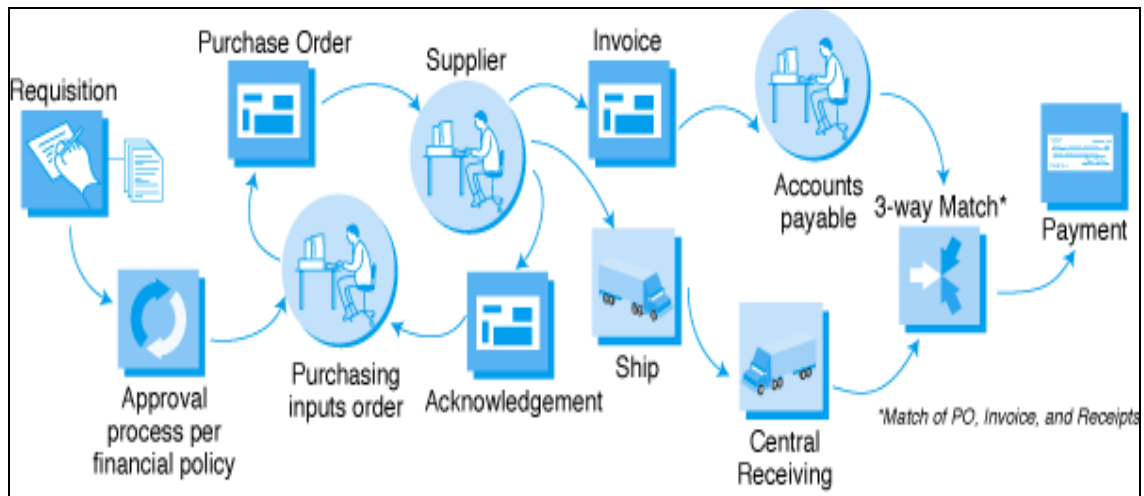 Requisition
Approval
process per
financial policy
Purchasing
inputs order
Purchase Order
Supplier
Acknowledgement
Invoice
Ship
Central
Receiving
Accounts
payable
3-way Match*
Payment
*Match of PO, Invoice, and Receipts